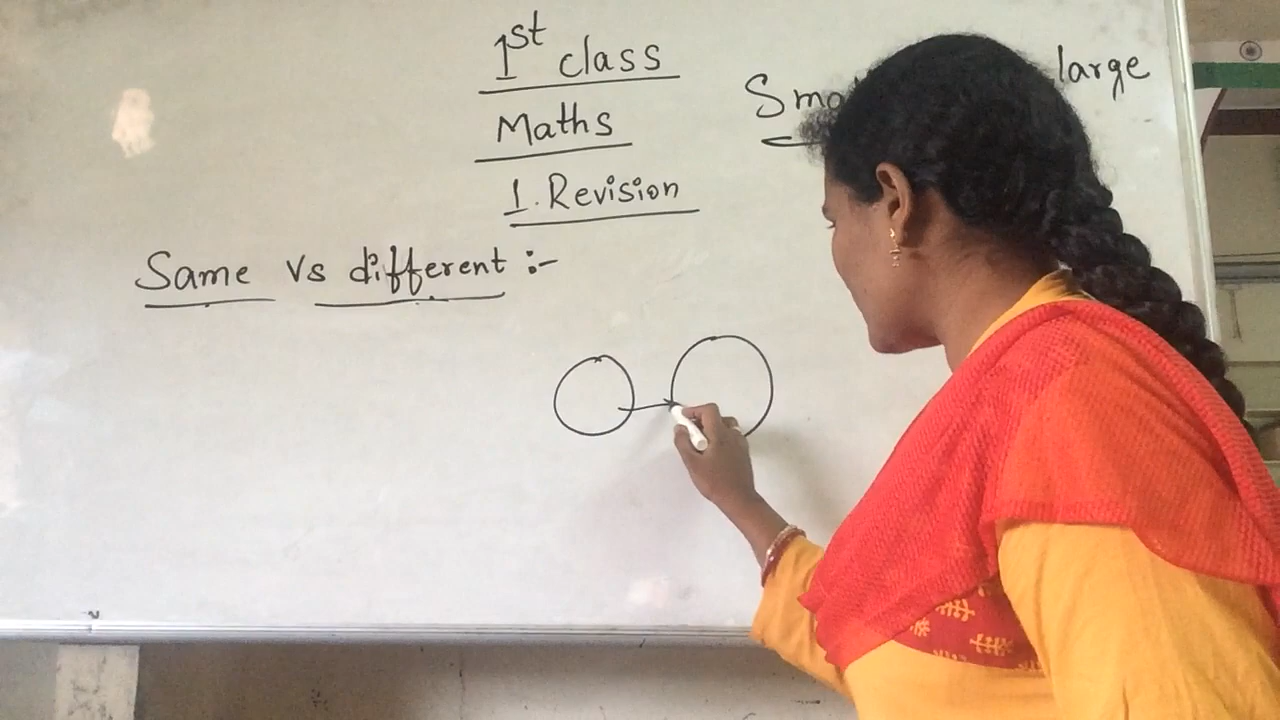 1st class
Maths
1. Revision
large
Same Vs different :-